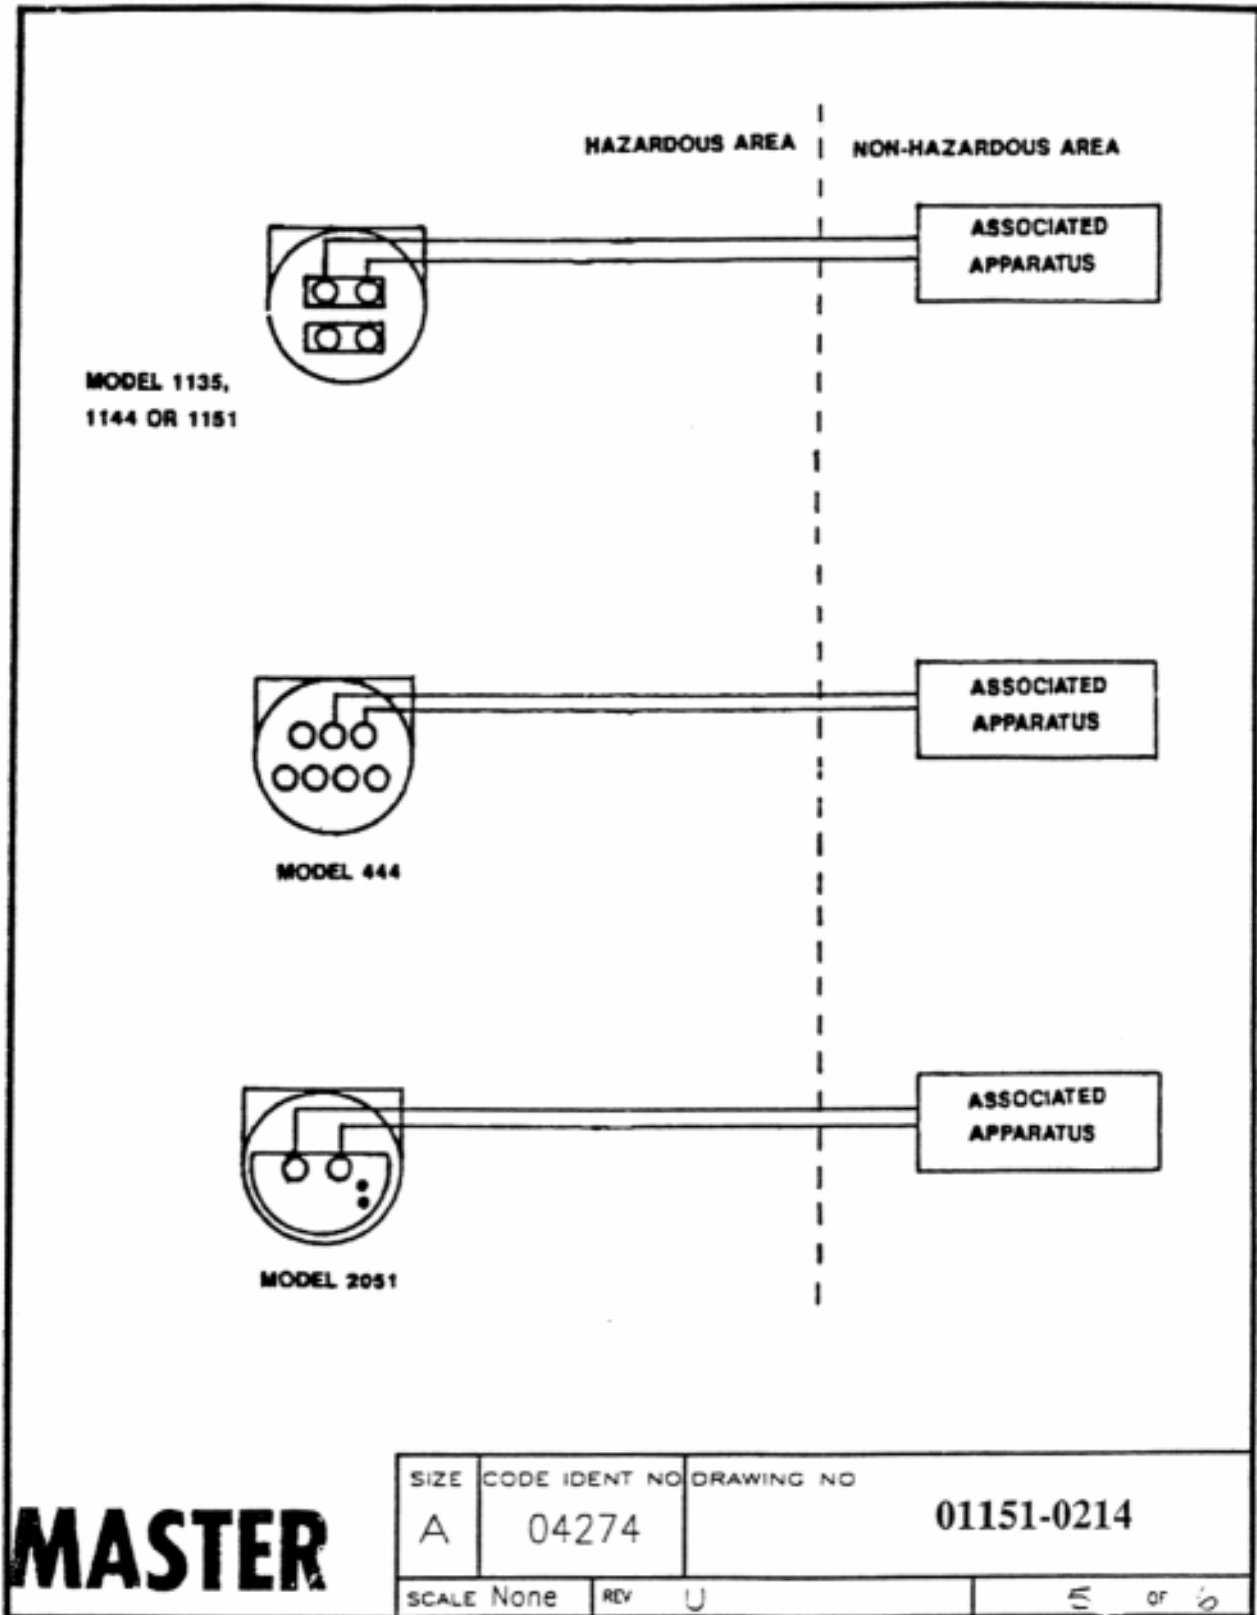 HAZARDOUS AREA
NON-HAZARDOUS AREA
ASSOCIATED
APPARATUS
MODEL 1135,
1144 OR 1151
ASSOCIATED
APPARATUS
MODEL 444
ASSOCIATED
APPARATUS
MODEL 2051
MASTER
SIZE
A
CODE IDENT NO
04274
DRAWING NO
01151-0214
SCALE None
REV U
5 OF 6